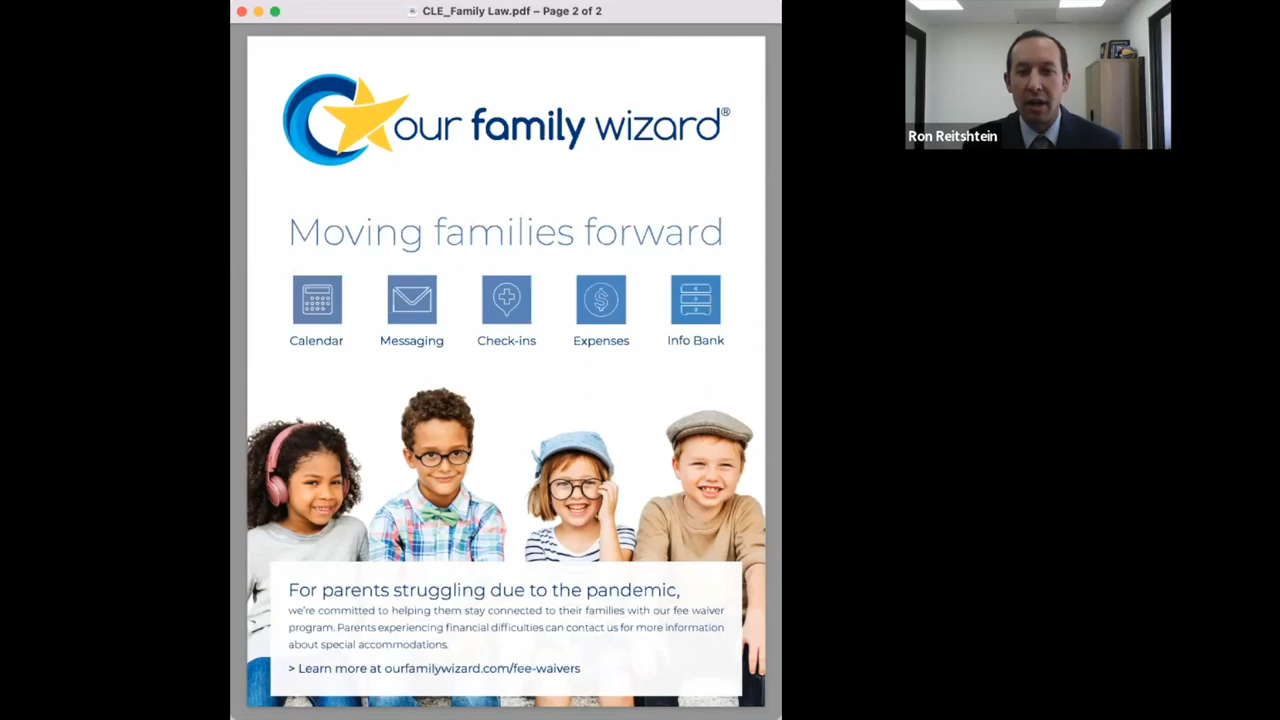 CLE_Family Law.pdf – Page 2 of 2
our family wizard®
Moving families forward
Calendar
Messaging
Check-ins
Expenses
Info Bank
For parents struggling due to the pandemic,
we're committed to helping them stay connected to their families with our fee waiver
program. Parents experiencing financial difficulties can contact us for more information
about special accommodations.
> Learn more at ourfamilywizard.com/fee-waivers
Ron Reitshtein